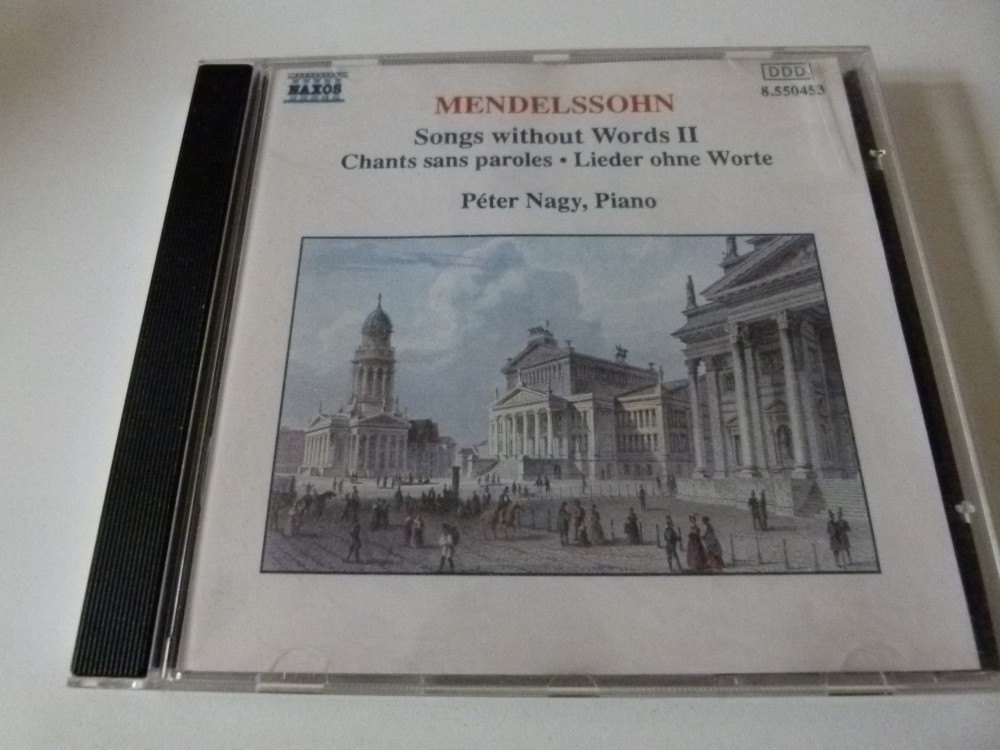 NAXOS
DDD
8.550453
MENDELSSOHN
Songs without Words II
Chants sans paroles • Lieder ohne Worte
Péter Nagy, Piano